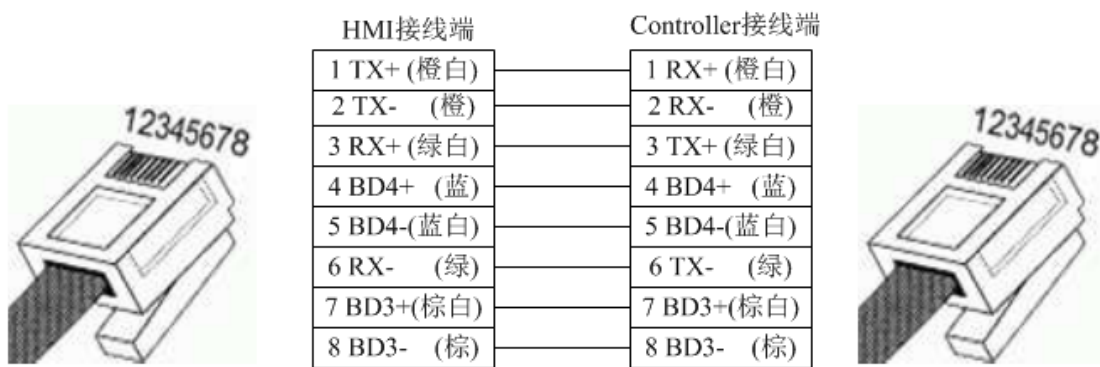 HMI接线端
Controller接线端
12345678
1 TX+ (橙白)
1 RX+ (橙白)
2 TX- (橙)
2 RX- (橙)
3 RX+ (绿白)
3 TX+ (绿白)
4 BD4+ (蓝)
4 BD4+ (蓝)
5 BD4-(蓝白)
5 BD4-(蓝白)
6 RX- (绿)
6 TX- (绿)
7 BD3+(棕白)
7 BD3+(棕白)
8 BD3- (棕)
8 BD3- (棕)
12345678